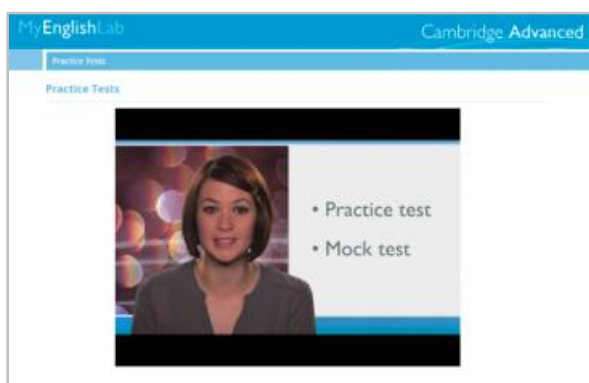 MyEnglishLab
Cambridge Advanced
Practice Tests
Practice Tests
• Practice test
• Mock test